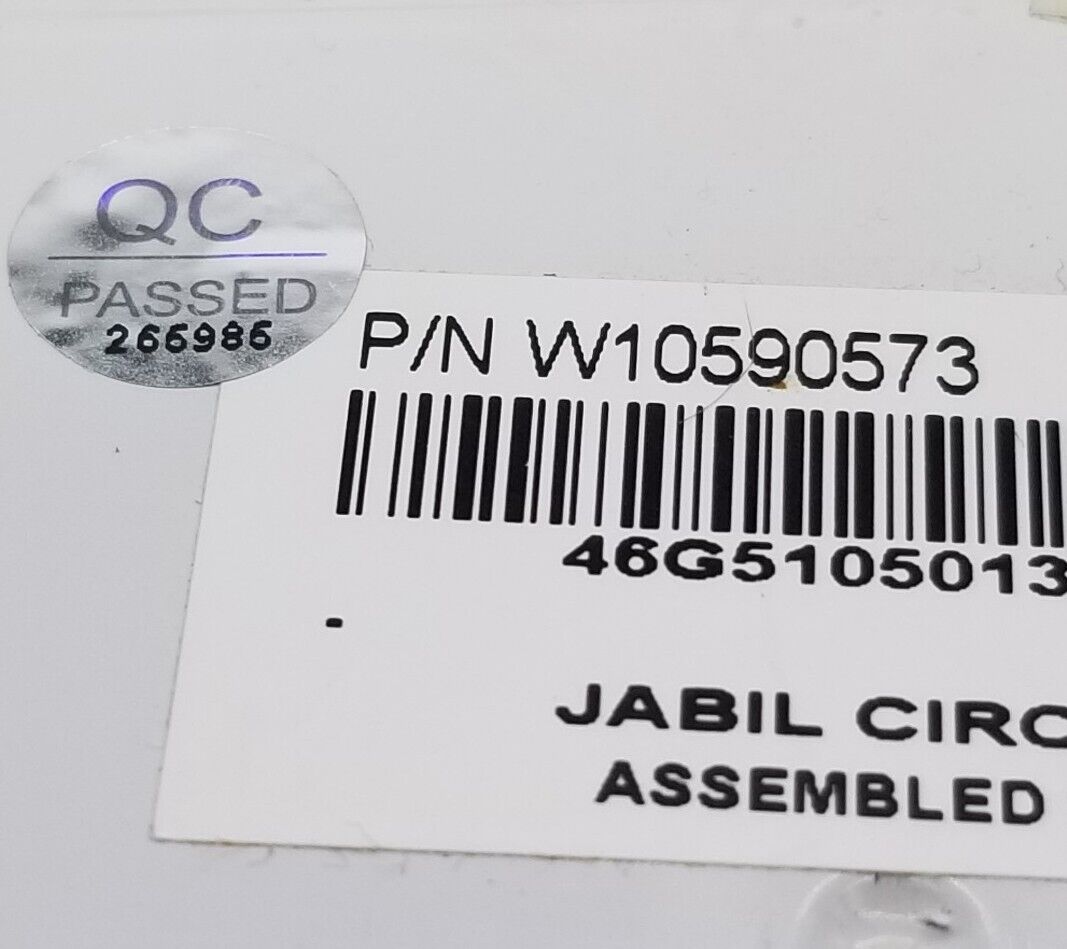 QC
PASSED
266986
P/N W10590573
46G5105013
JABIL CIRC
ASSEMBLED